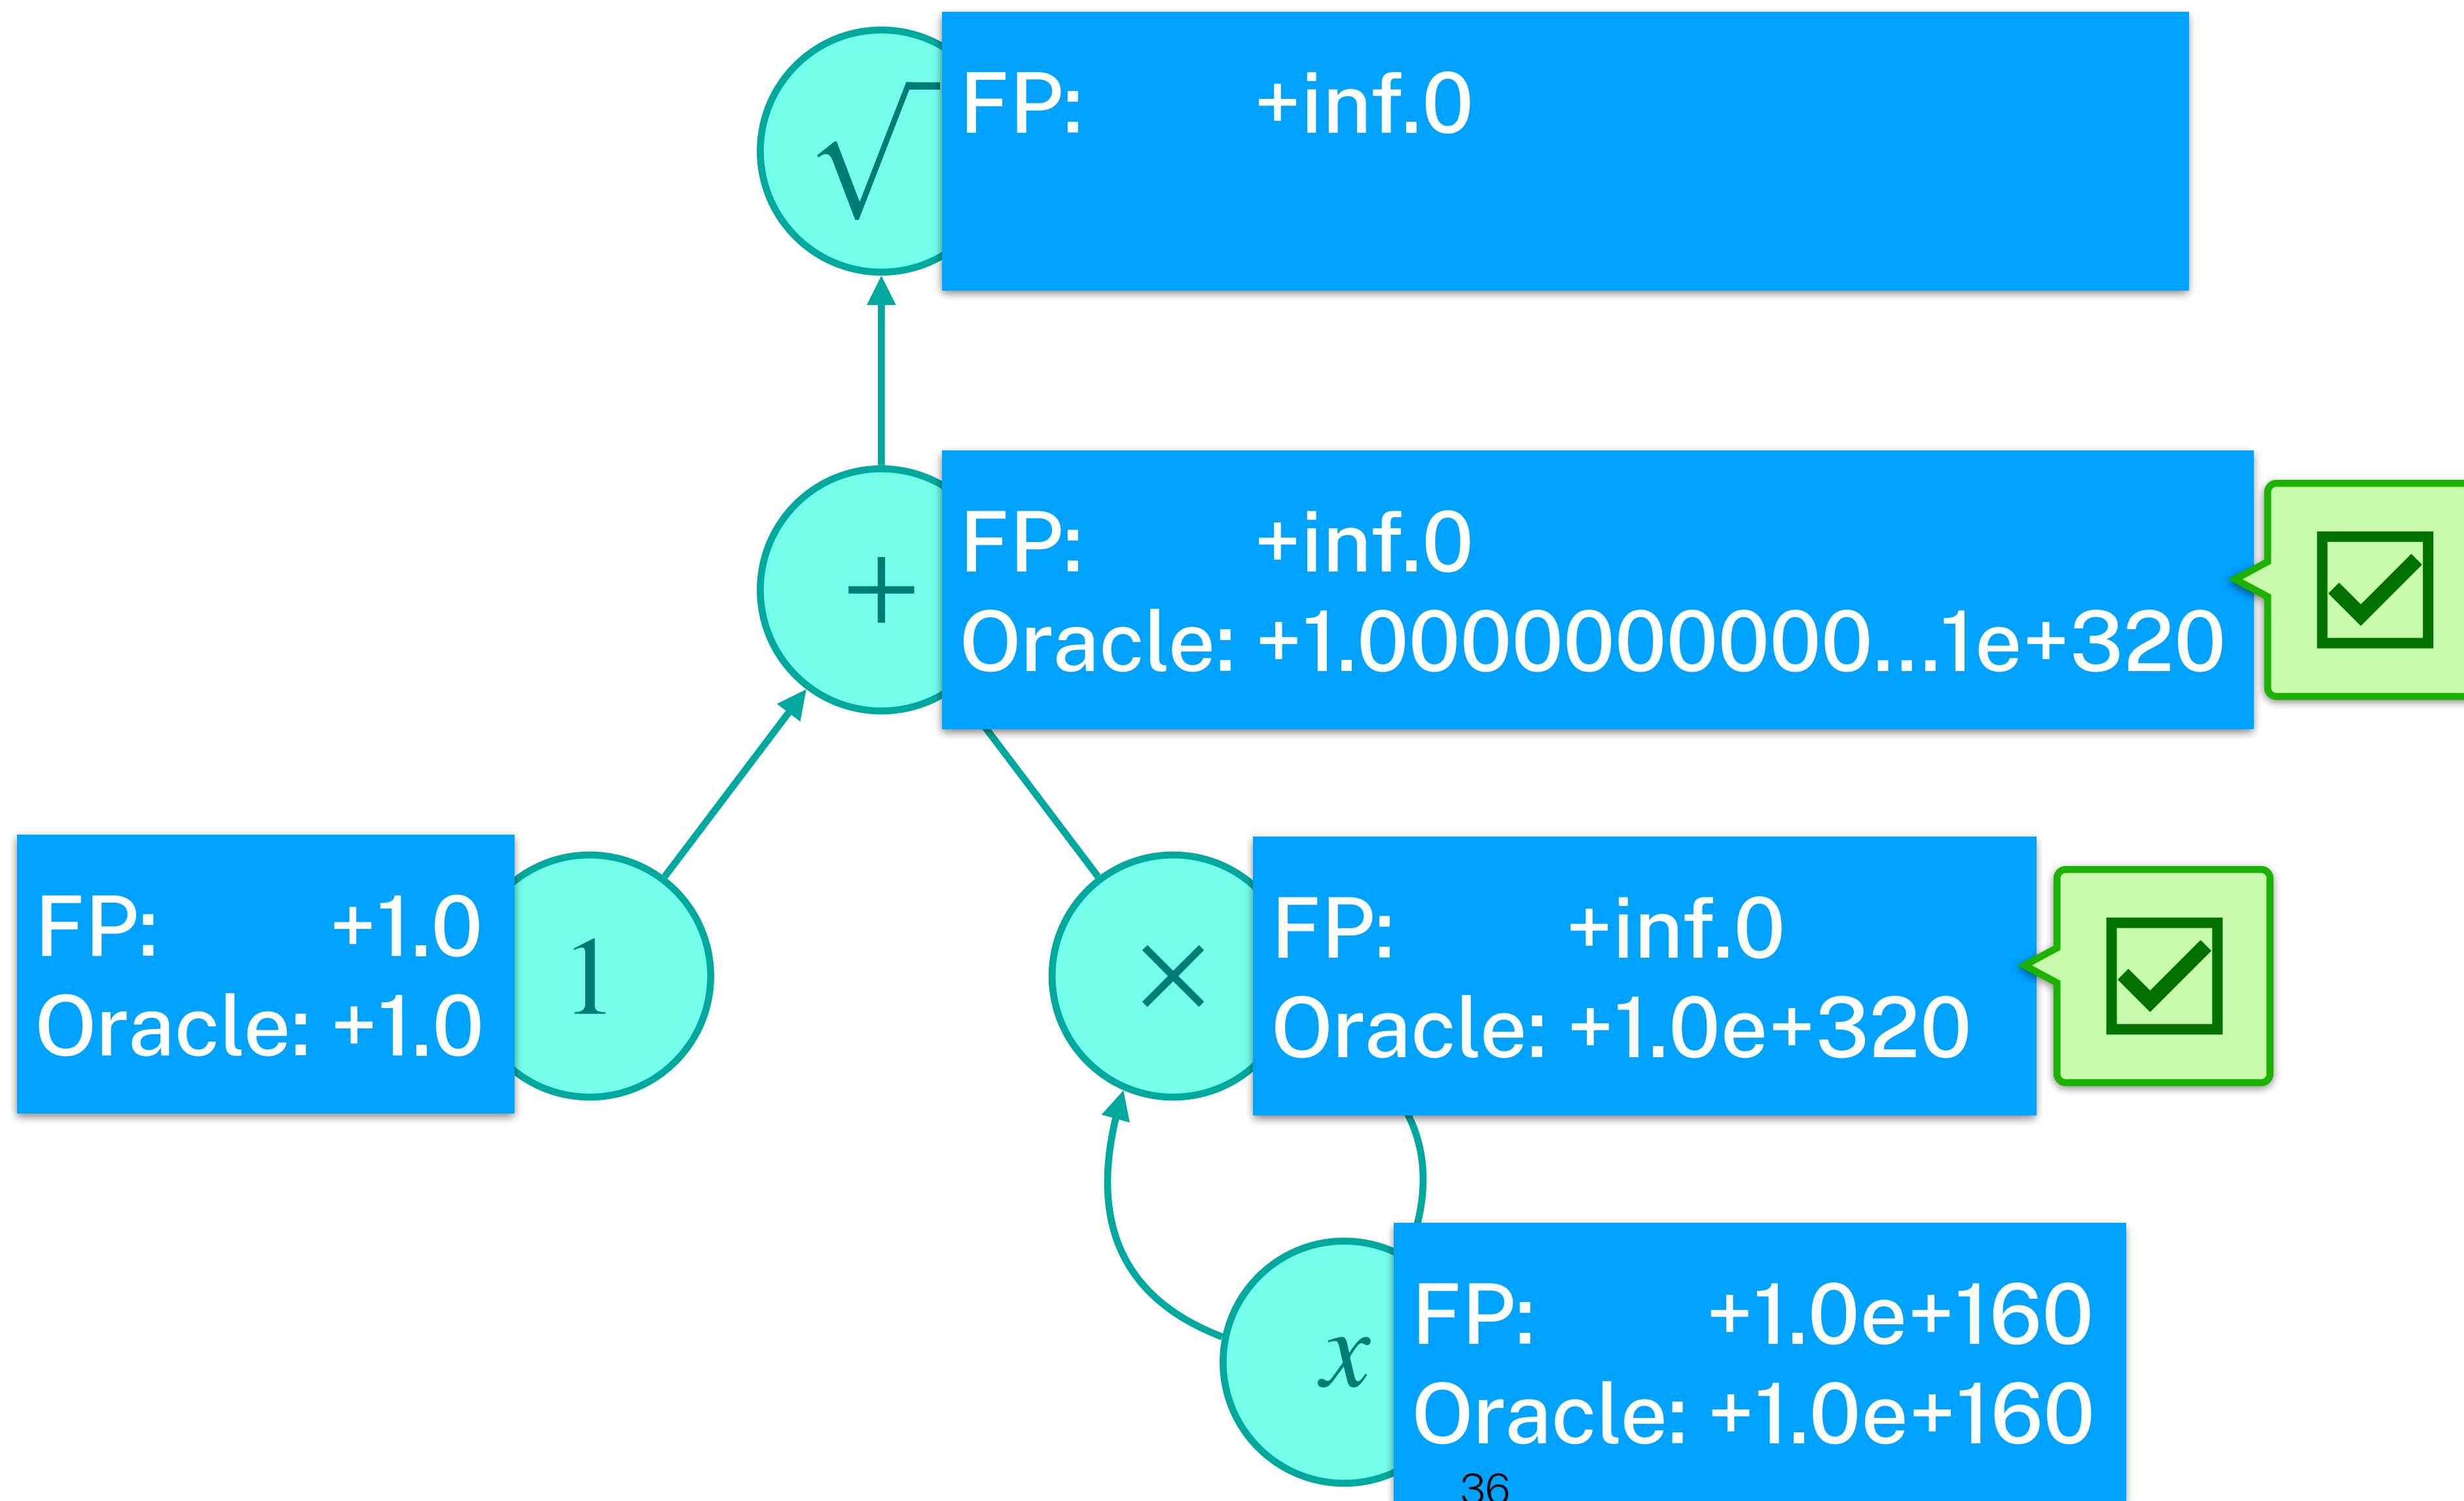 √
FP: +inf.0
+
FP: +inf.0
Oracle: +1.0000000000...1e+320
FP: +1.0
Oracle: +1.0
1
×
FP: +inf.0
Oracle: +1.0e+320
x
FP: +1.0e+160
Oracle: +1.0e+160
36